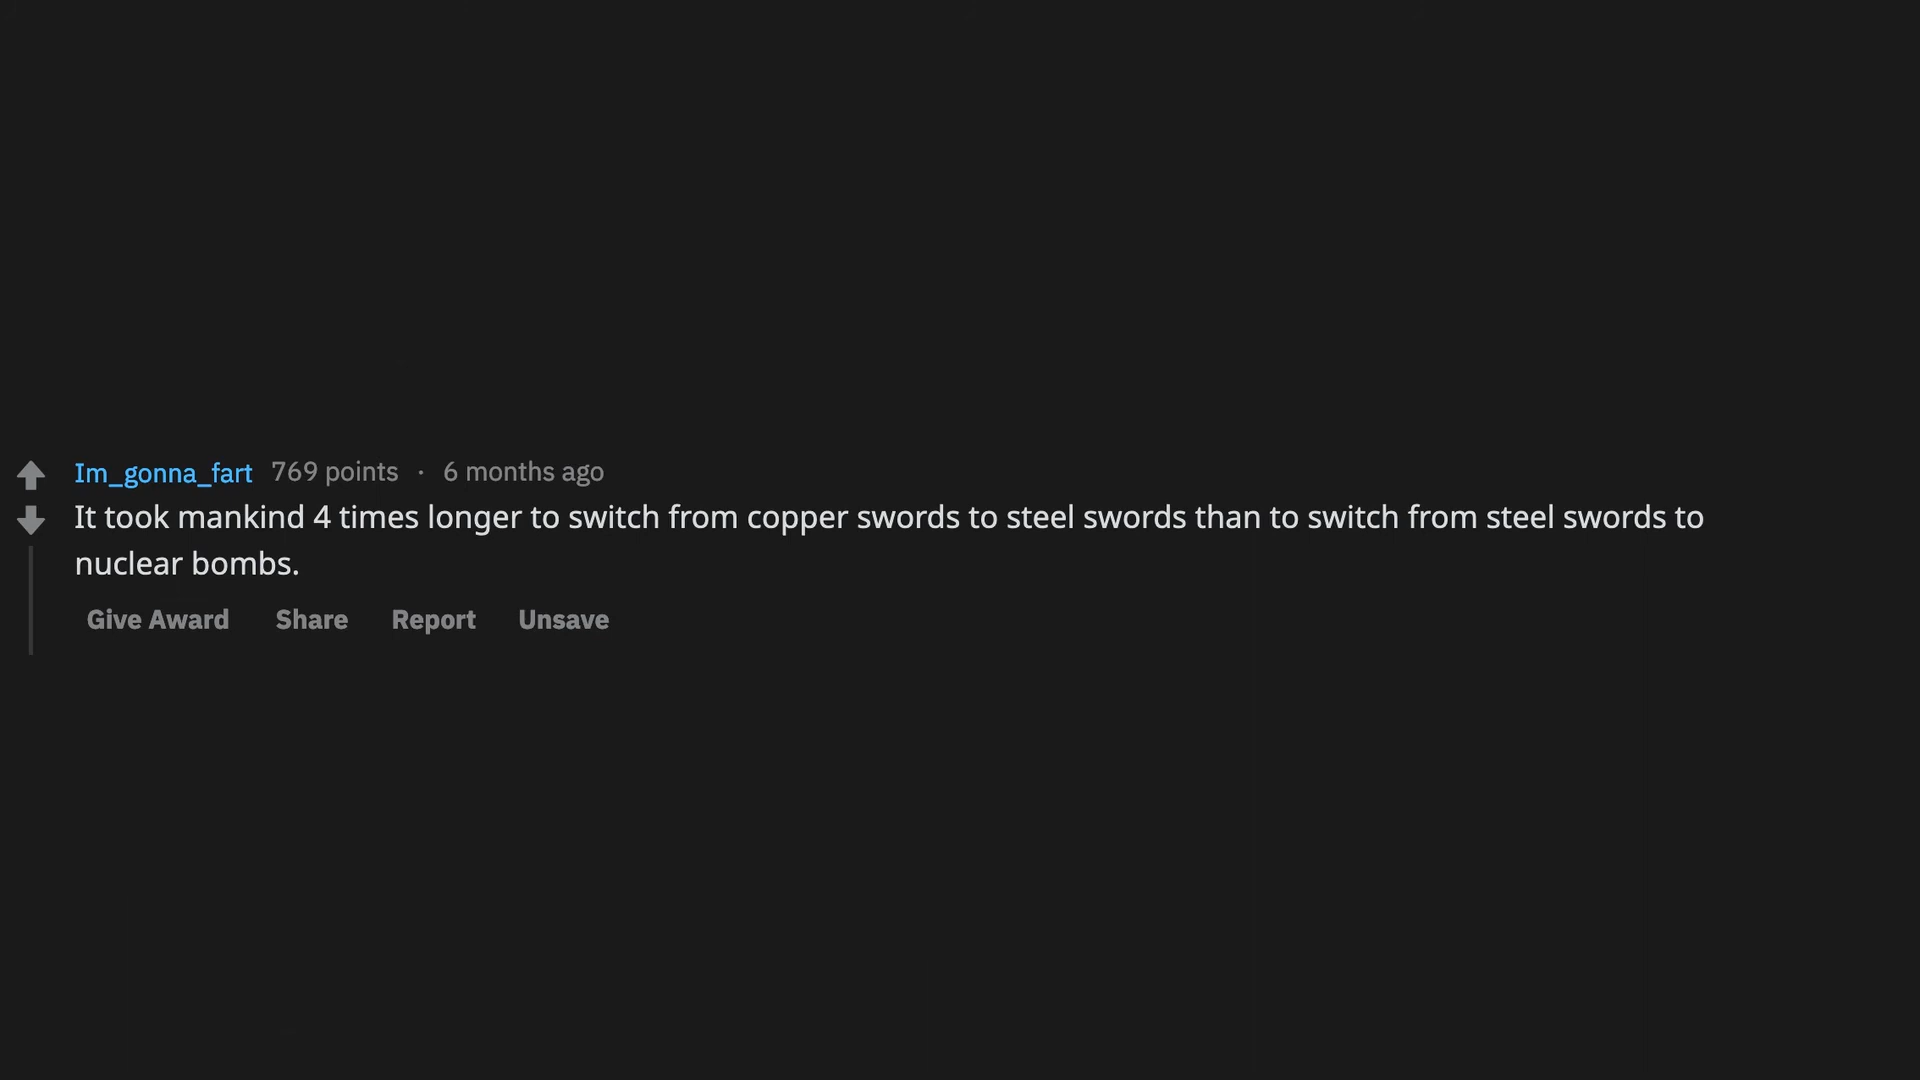 Im_gonna_fart 769 points · 6 months ago
It took mankind 4 times longer to switch from copper swords to steel swords than to switch from steel swords to
nuclear bombs.
Give Award Share Report Unsave